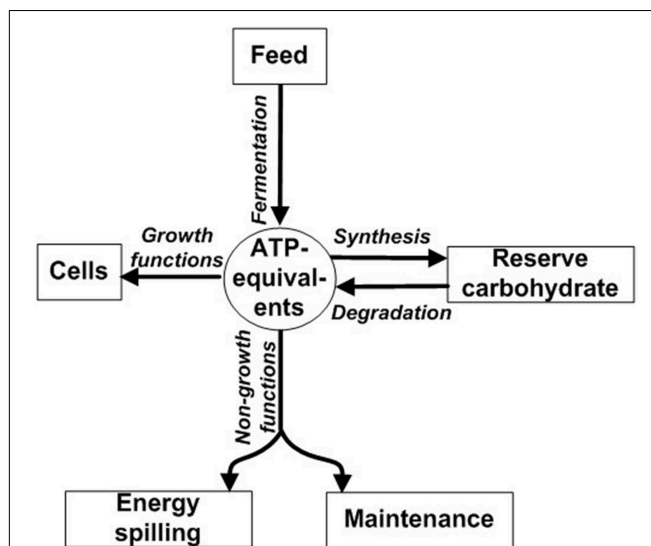 Feed
Fermentation
Growth
functions
Cells
ATP-
equival-
ents
Synthesis
Reserve
carbohydrate
Degradation
Non-growth
functions
Energy
spilling
Maintenance